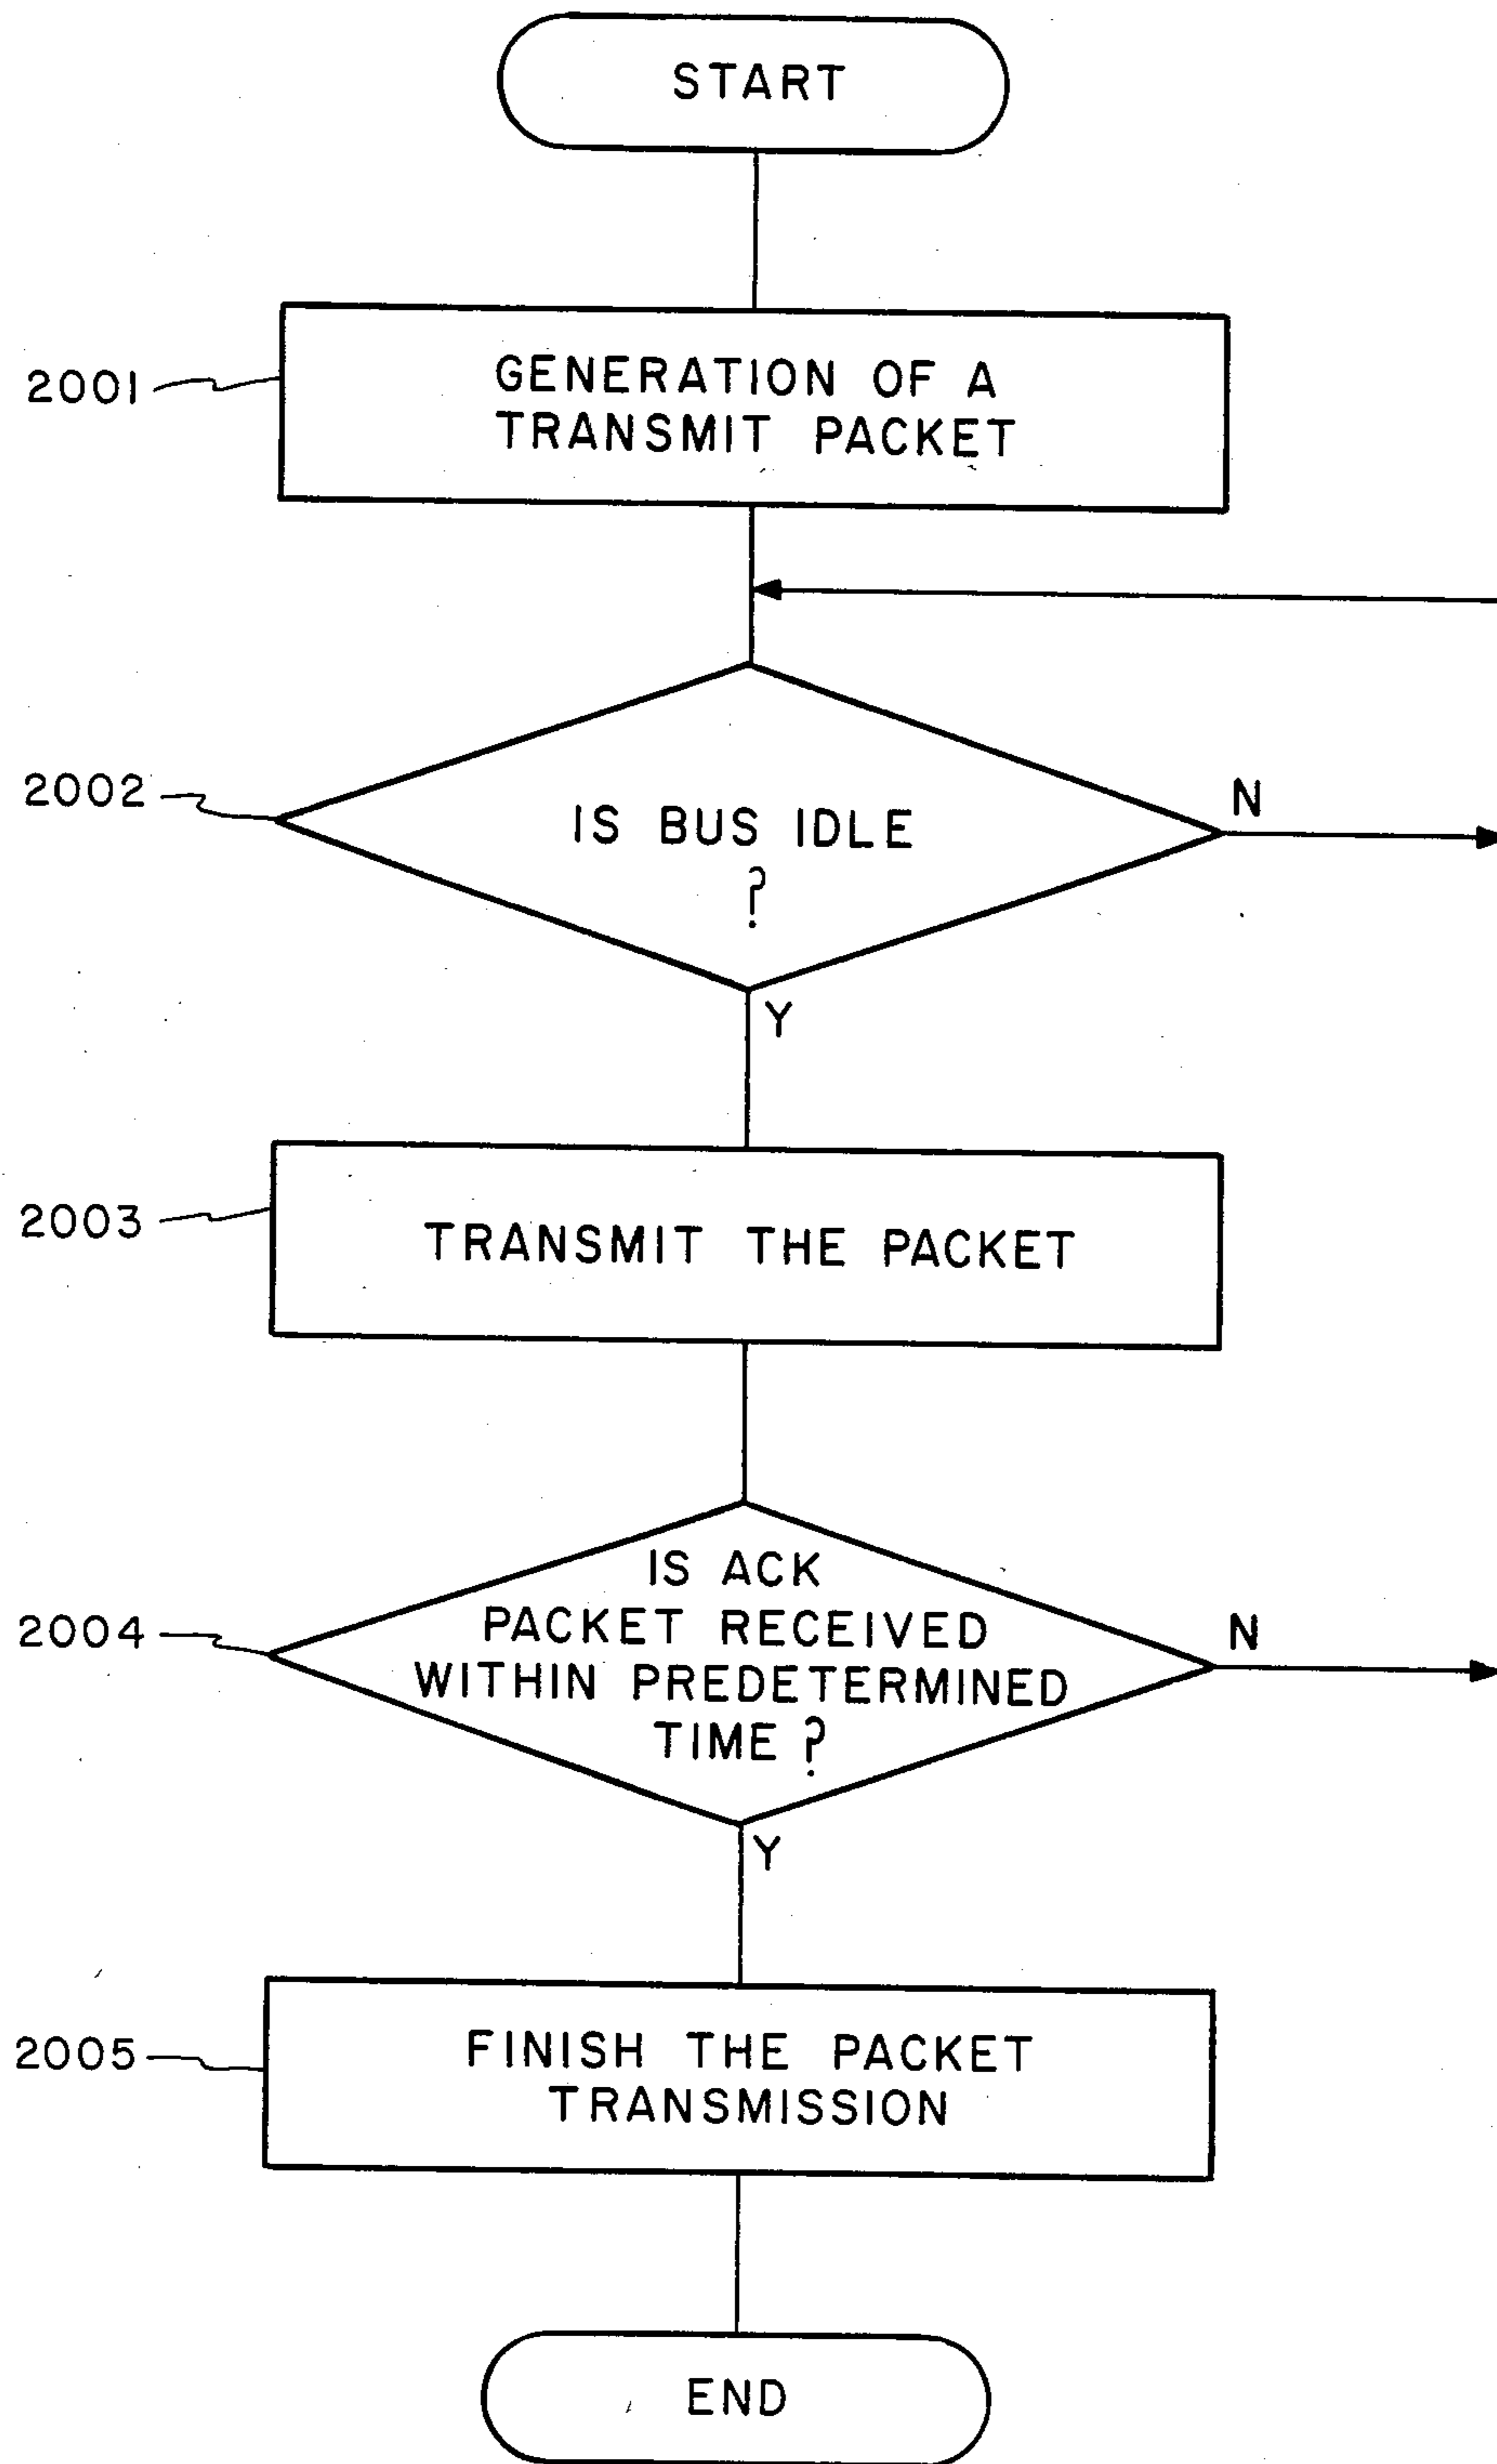 START
2001
GENERATION OF A
TRANSMIT PACKET
2002
IS BUS IDLE
?
N
Y
2003
TRANSMIT THE PACKET
2004
IS ACK
PACKET RECEIVED
WITHIN PREDETERMINED
TIME ?
N
Y
2005
FINISH THE PACKET
TRANSMISSION
END